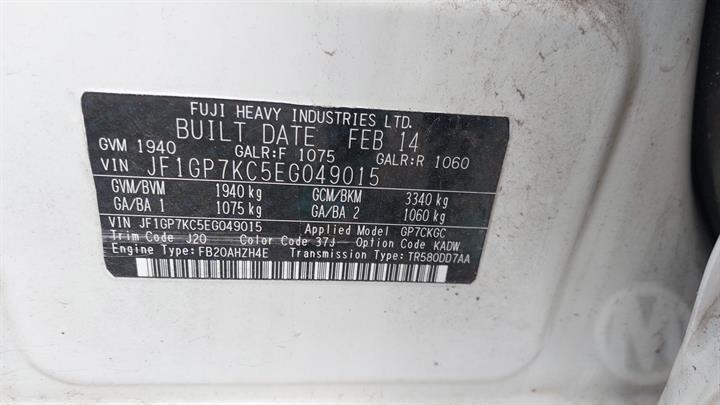 FUJI HEAVY INDUSTRIES LTD.
BUILT DATE FEB 14
GVM 1940 GALR:F 1075 GALR:R 1060
VIN JF1GP7KC5EG049015
GVM/BVM 1940 kg GCM/BKM 3340 kg
GA/BA 1 1075 kg GA/BA 2 1060 kg
VIN JF1GP7KC5EG049015 Applied Model GP7CKGC
Trim Code J20 Color Code 37J Option Code KADW
Engine Type:FB20AHZH4E Transmission Type:TR580DD7AA
M